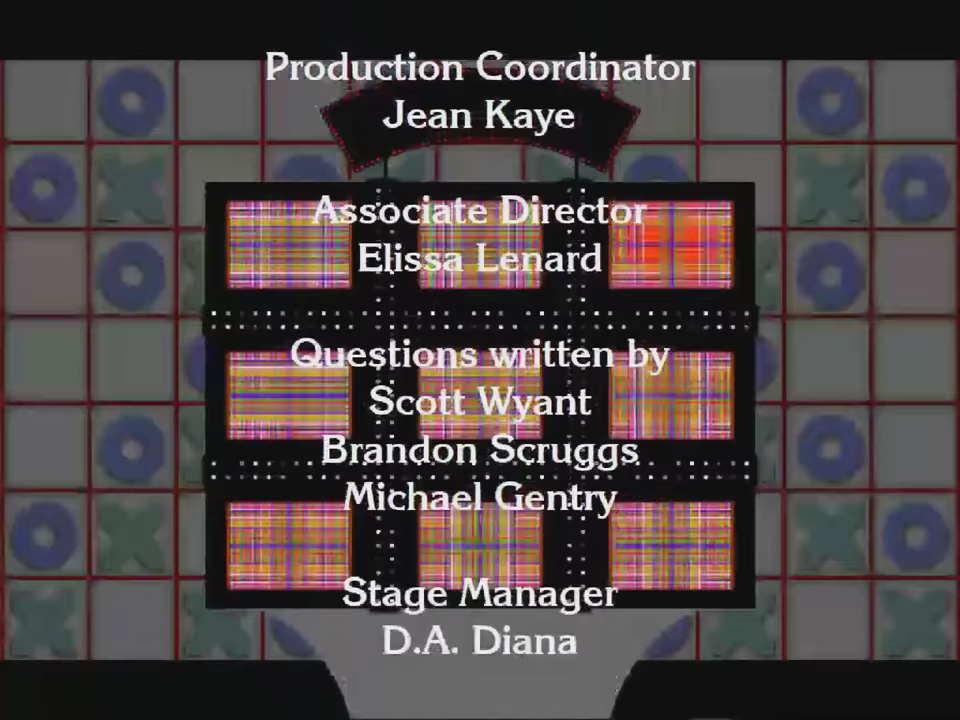 Production Coordinator
Jean Kaye
Associate Director
Elissa Lenard
Questions written by
Scott Wyant
Brandon Scruggs
Michael Gentry
Stage Manager
D.A. Diana